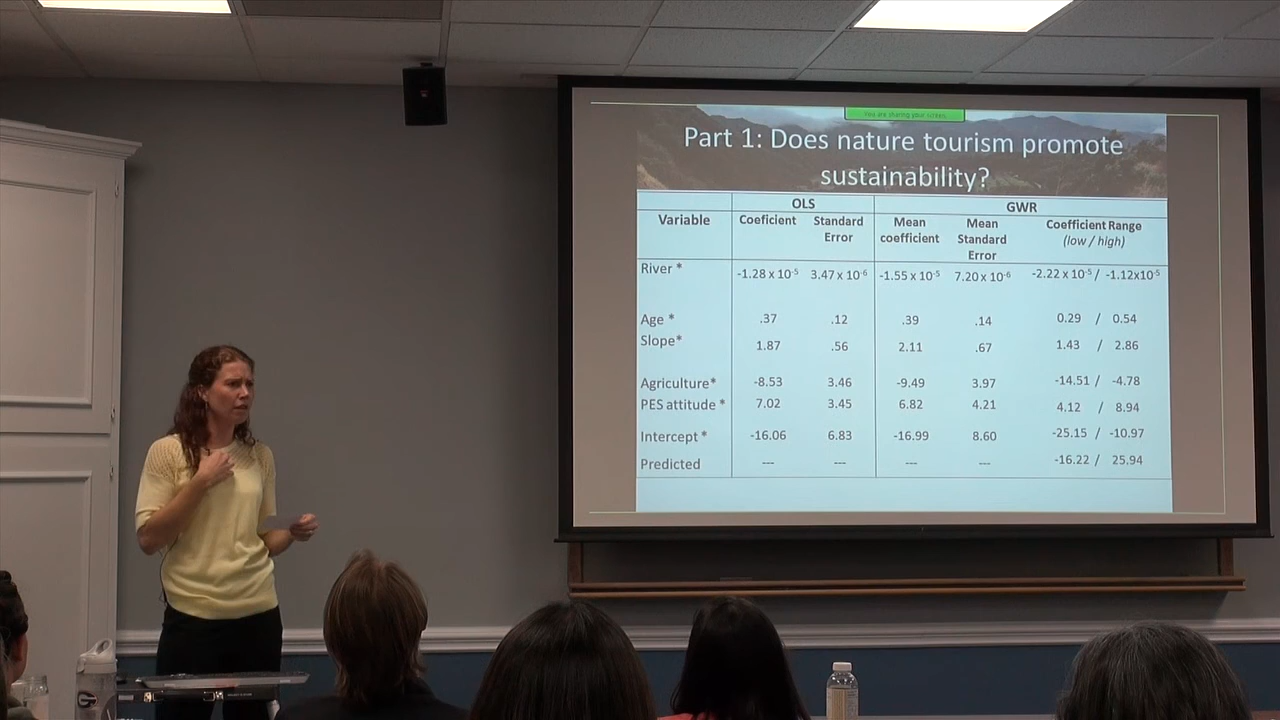 You are sharing your screen
Part 1: Does nature tourism promote
sustainability?
OLS GWR
Variable Coeficient Standard Error Mean coefficient Mean Standard Error Coefficient Range (low / high)
River * -1.28 x 10⁻⁵ 3.47 x 10⁻⁶ -1.55 x 10⁻⁵ 7.20 x 10⁻⁶ -2.22 x 10⁻⁵ / -1.12x10⁻⁵
Age * .37 .12 .39 .14 0.29 / 0.54
Slope* 1.87 .56 2.11 .67 1.43 / 2.86
Agriculture* -8.53 3.46 -9.49 3.97 -14.51 / -4.78
PES attitude * 7.02 3.45 6.82 4.21 4.12 / 8.94
Intercept * -16.06 6.83 -16.99 8.60 -25.15 / -10.97
Predicted --- --- --- --- -16.22 / 25.94